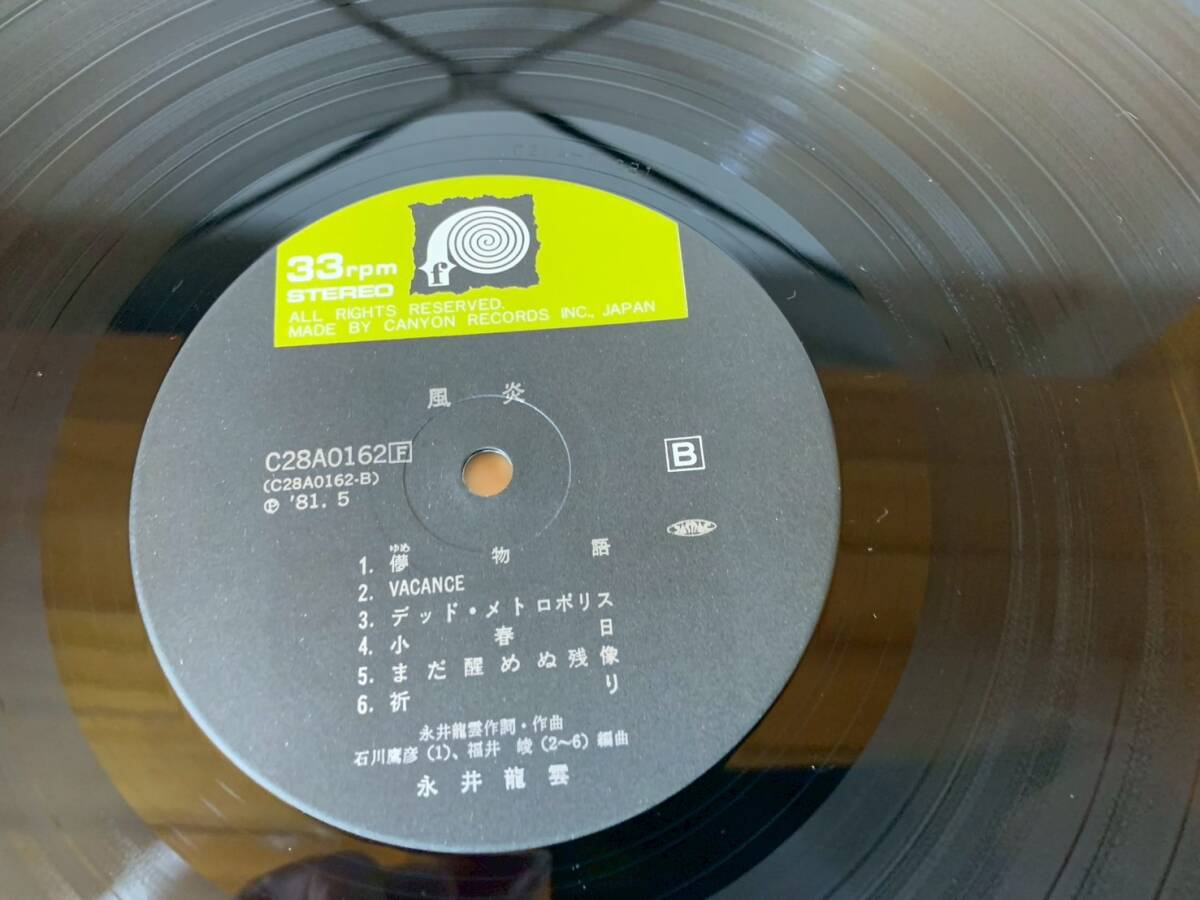 f
33rpm
STEREO
ALL RIGHTS RESERVED.
MADE BY CANYON RECORDS INC., JAPAN
風 炎
C28A0162 F
(C28A0162-B)
Ⓟ '81. 5
B
JASRAC
ゆめ
1. 儚物語
2. VACANCE
3. デッド・メトロポリス
4. 小春日
5. まだ醒めぬ残像
6. 祈り
永井龍雲作詞・作曲
石川鷹彦(1)、福井 峻(2〜6)編曲
永井龍雲